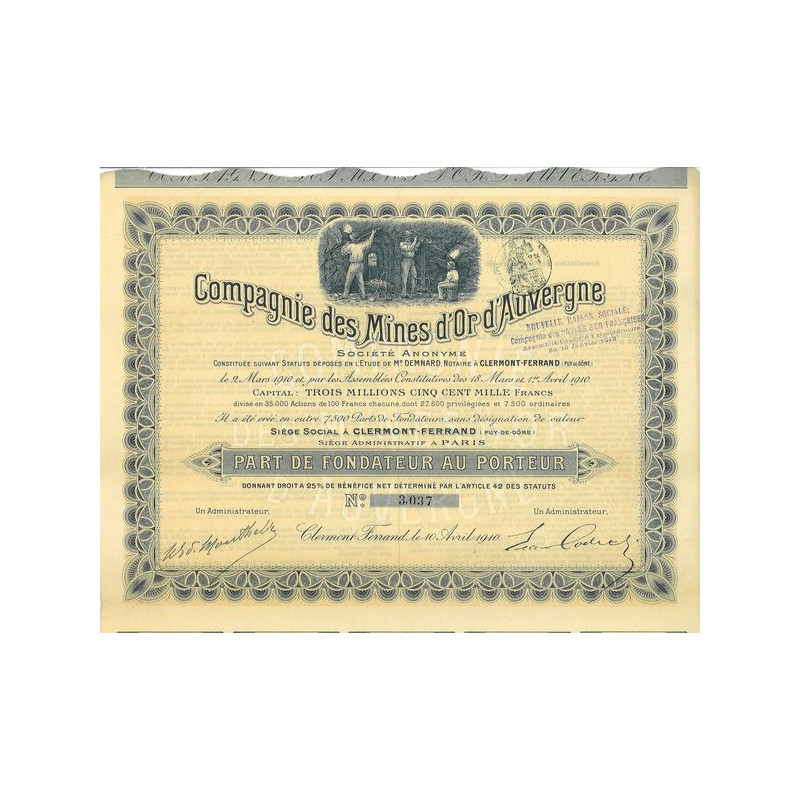 Compagnie des Mines d'Or d'Auvergne
NOUVELLE RAISON SOCIALE:
Compagnie des MINES D'OR FRANÇAISES
SOCIÉTÉ ANONYME
CONSTITUÉE SUIVANT STATUTS DÉPOSÉS EN L'ÉTUDE DE Me DEMNARD, NOTAIRE À CLERMONT-FERRAND (PUY-DE-DÔME)
le 2 Mars 1910 et par les Assemblées Constitutives des 18 Mars et 1er Avril 1910.
CAPITAL: TROIS MILLIONS CINQ CENT MILLE FRANCS
divisé en 35.000 Actions de 100 Francs chacune, dont 27.500 privilégiées et 7.500 ordinaires
Il a été créé, en outre 7.500 Parts de Fondateurs, sans désignation de valeur
SIÈGE SOCIAL À CLERMONT-FERRAND (PUY-DE-DÔME)
SIÈGE ADMINISTRATIF A PARIS
PART DE FONDATEUR AU PORTEUR
DONNANT DROIT A 25% DE BÉNÉFICE NET DÉTERMINÉ PAR L'ARTICLE 42 DES STATUTS
No. 3.037
Un Administrateur. Un Administrateur.
Clermont Ferrand, le 10 Avril 1910.